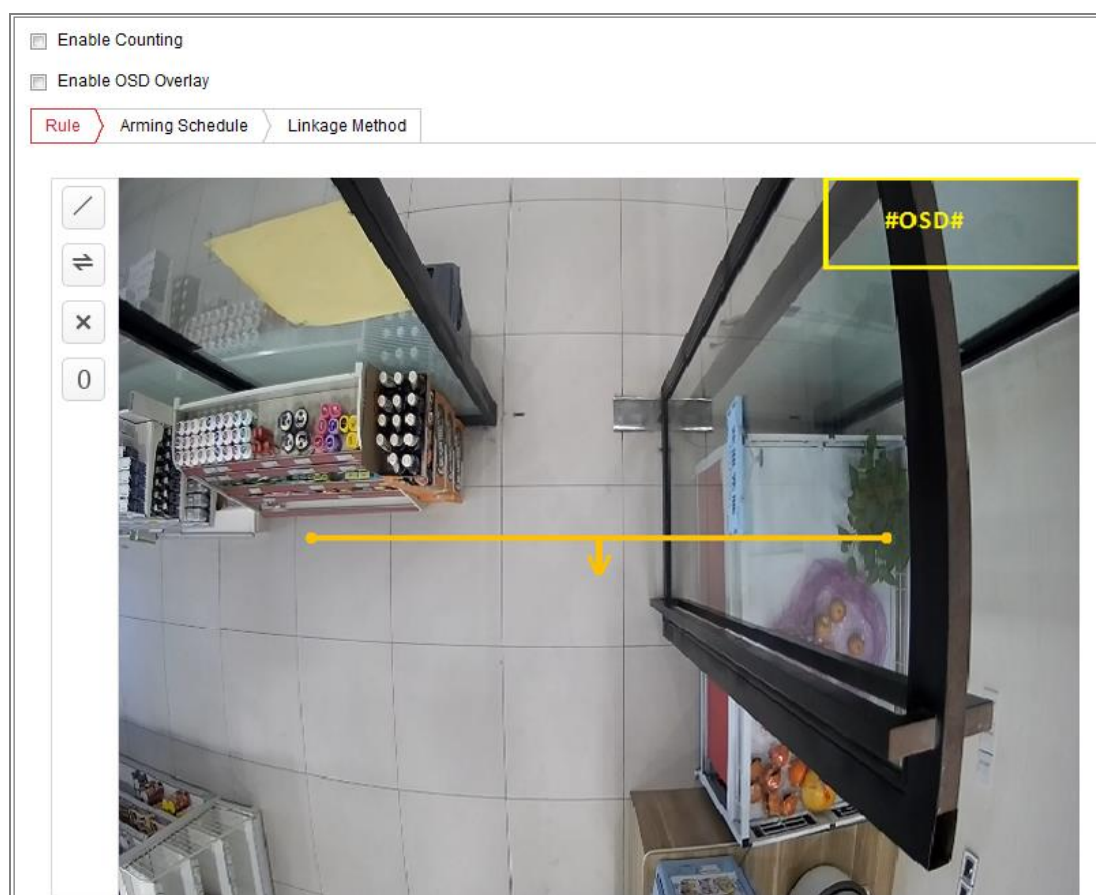 Enable Counting
Enable OSD Overlay
Rule
Arming Schedule
Linkage Method
#OSD#
0